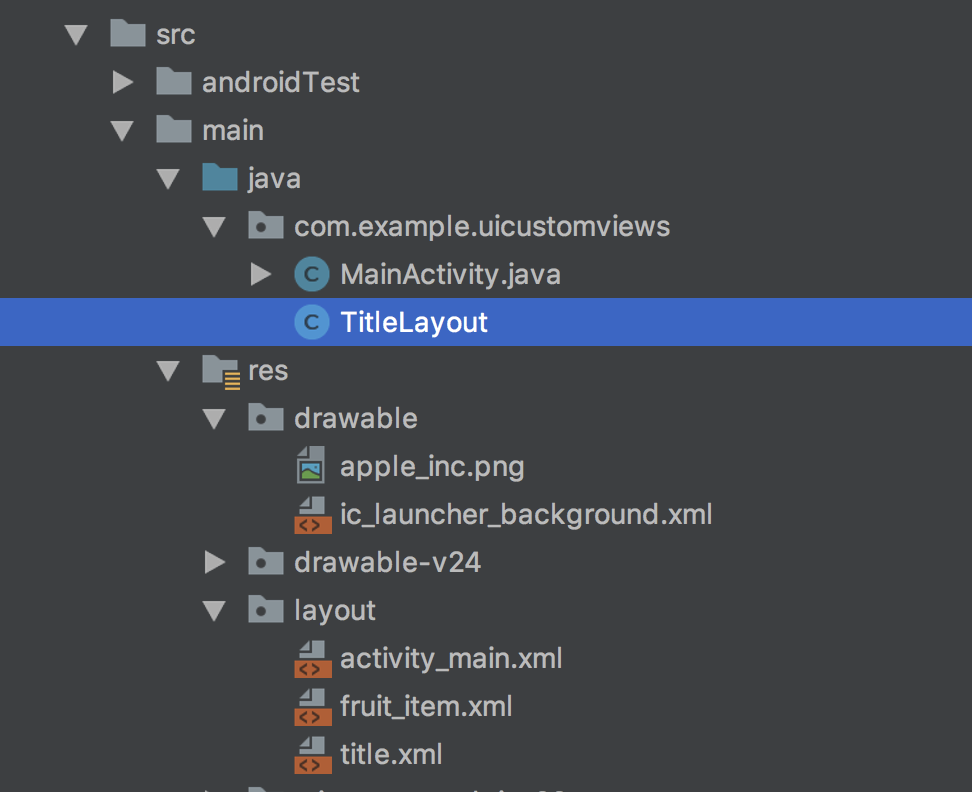 src
androidTest
main
java
com.example.uicustomviews
C MainActivity.java
C TitleLayout
res
drawable
apple_inc.png
<> ic_launcher_background.xml
drawable-v24
layout
<> activity_main.xml
<> fruit_item.xml
<> title.xml